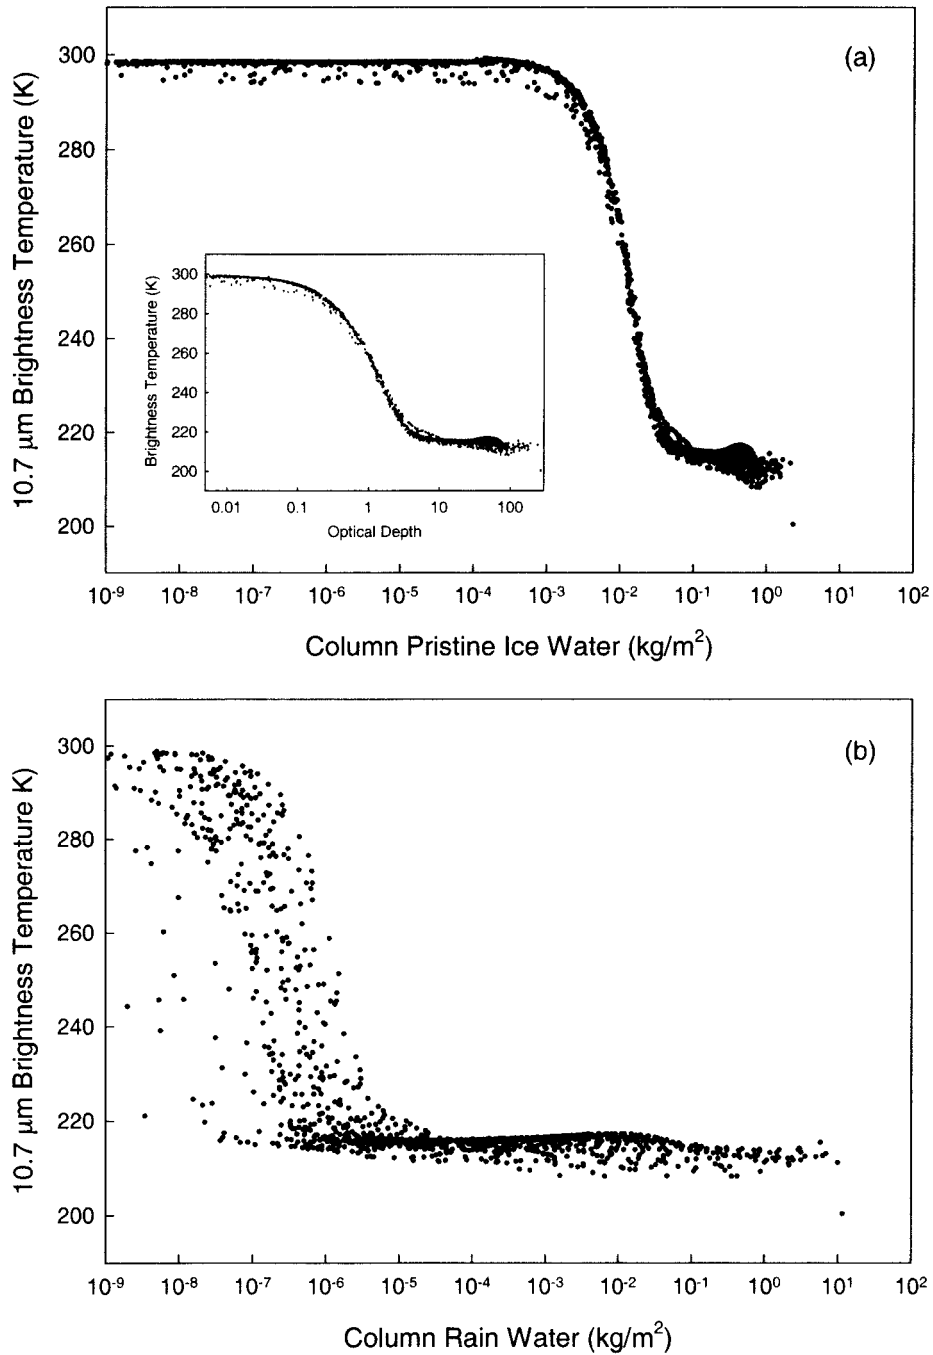 (a)
10.7 μm Brightness Temperature (K)
300
280
260
240
220
200
Brightness Temperature (K)
300
290
280
260
240
220
200
0.01 0.1 1 10 100
Optical Depth
10⁻⁹ 10⁻⁸ 10⁻⁷ 10⁻⁶ 10⁻⁵ 10⁻⁴ 10⁻³ 10⁻² 10⁻¹ 10⁰ 10¹ 10²
Column Pristine Ice Water (kg/m²)
(b)
10.7 μm Brightness Temperature K)
300
280
260
240
220
200
10⁻⁹ 10⁻⁸ 10⁻⁷ 10⁻⁶ 10⁻⁵ 10⁻⁴ 10⁻³ 10⁻² 10⁻¹ 10⁰ 10¹ 10²
Column Rain Water (kg/m²)